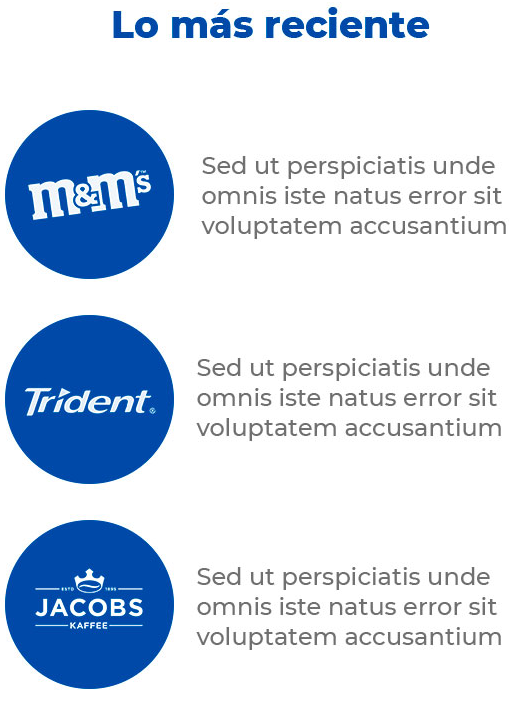 Lo más reciente
m&m's™
Sed ut perspiciatis unde
omnis iste natus error sit
voluptatem accusantium
Trident®
Sed ut perspiciatis unde
omnis iste natus error sit
voluptatem accusantium
ESTD 1895
JACOBS
KAFFEE
Sed ut perspiciatis unde
omnis iste natus error sit
voluptatem accusantium